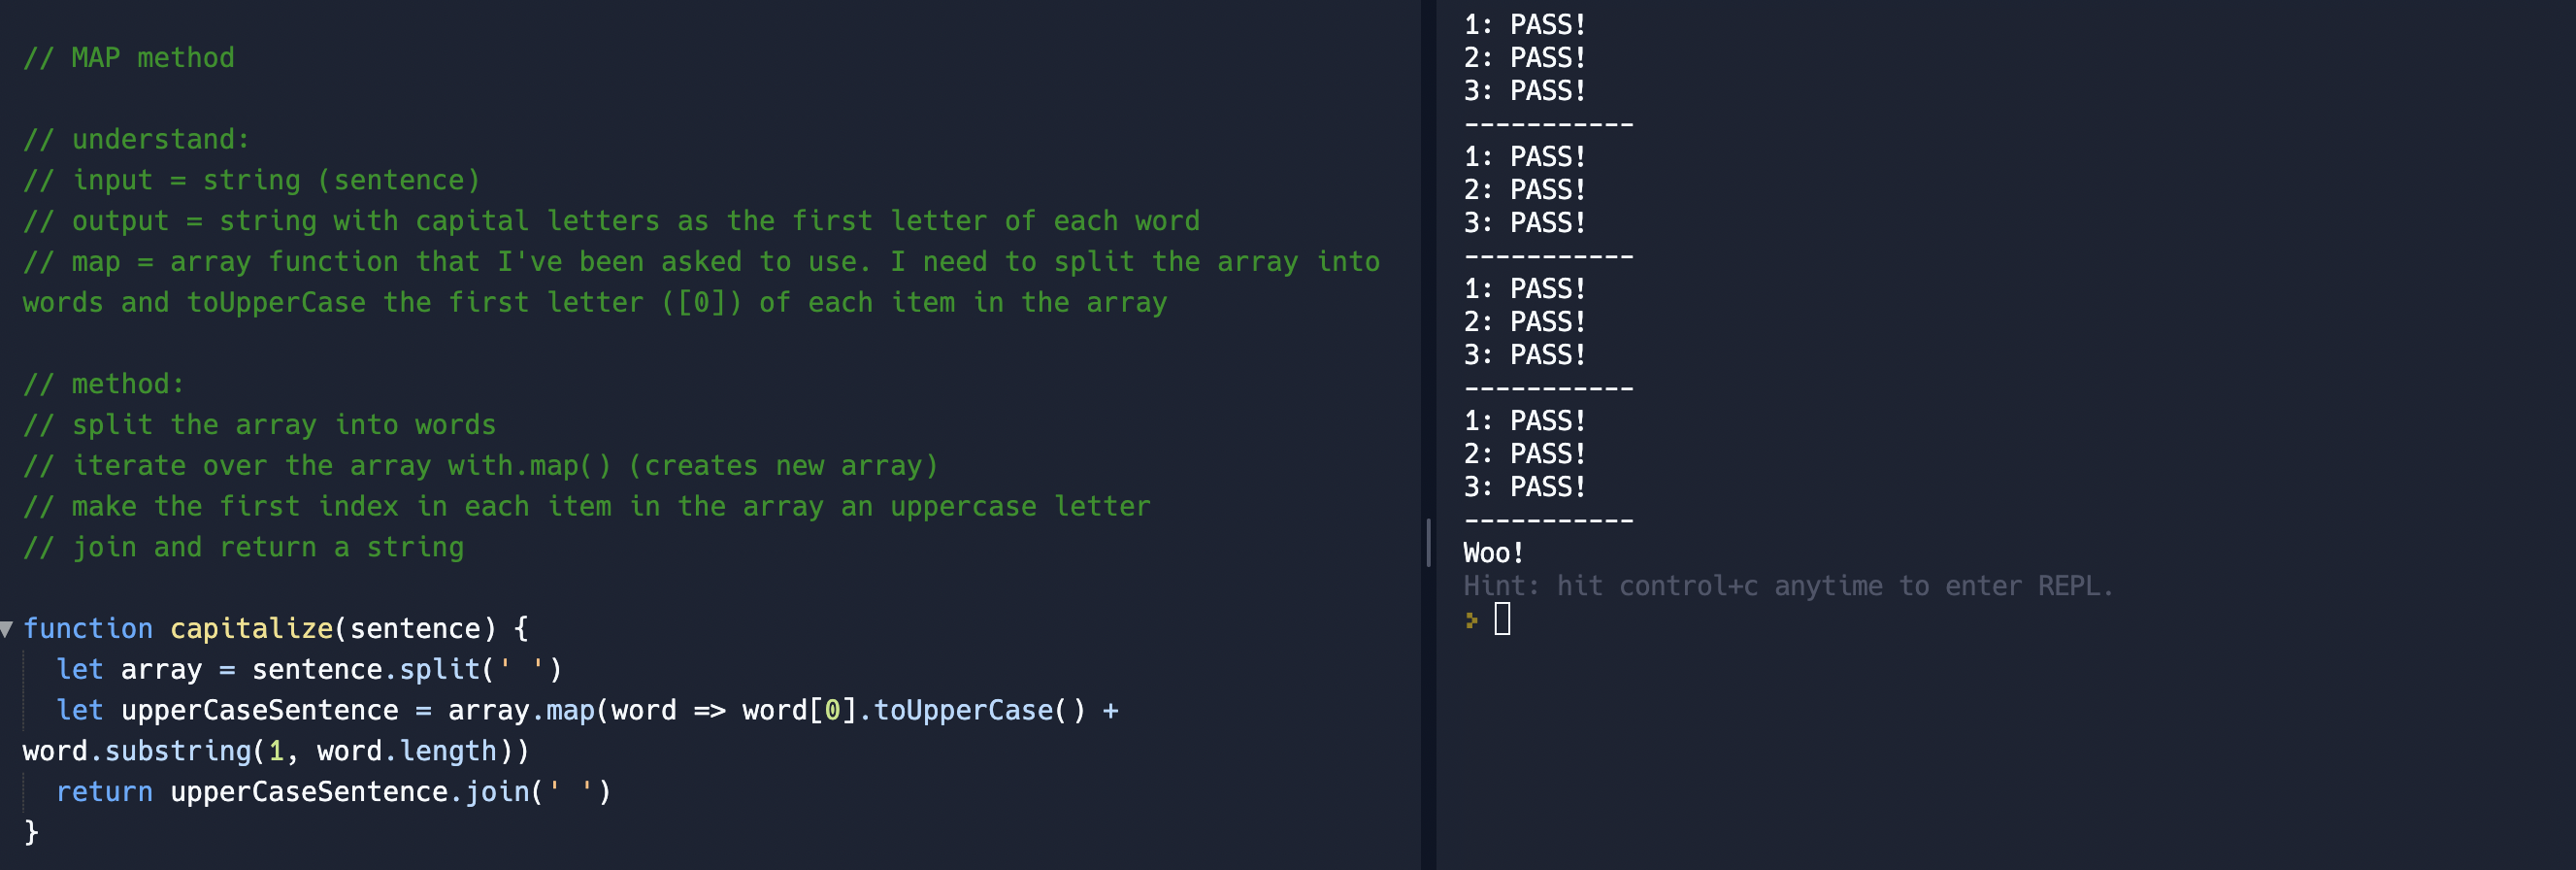 // MAP method
// understand:
// input = string (sentence)
// output = string with capital letters as the first letter of each word
// map = array function that I've been asked to use. I need to split the array into
words and toUpperCase the first letter ([0]) of each item in the array
// method:
// split the array into words
// iterate over the array with.map() (creates new array)
// make the first index in each item in the array an uppercase letter
// join and return a string
function capitalize(sentence) {
let array = sentence.split(' ')
let upperCaseSentence = array.map(word => word[0].toUpperCase() +
word.substring(1, word.length))
return upperCaseSentence.join(' ')
}
1: PASS!
2: PASS!
3: PASS!
-----------
1: PASS!
2: PASS!
3: PASS!
-----------
1: PASS!
2: PASS!
3: PASS!
-----------
1: PASS!
2: PASS!
3: PASS!
-----------
Woo!
Hint: hit control+c anytime to enter REPL.